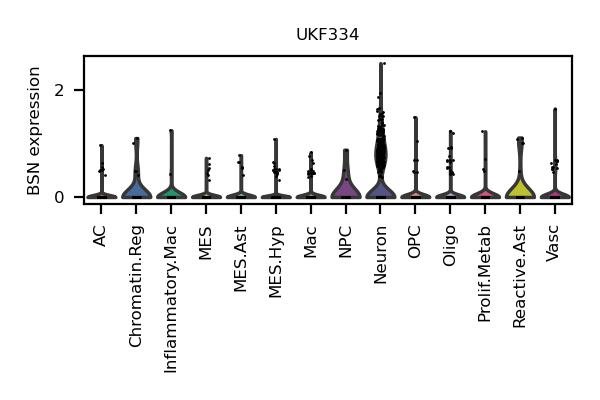 UKF334
BSN expression
2
0
AC
Chromatin.Reg
Inflammatory.Mac
MES
MES.Ast
MES.Hyp
Mac
NPC
Neuron
OPC
Oligo
Prolif.Metab
Reactive.Ast
Vasc